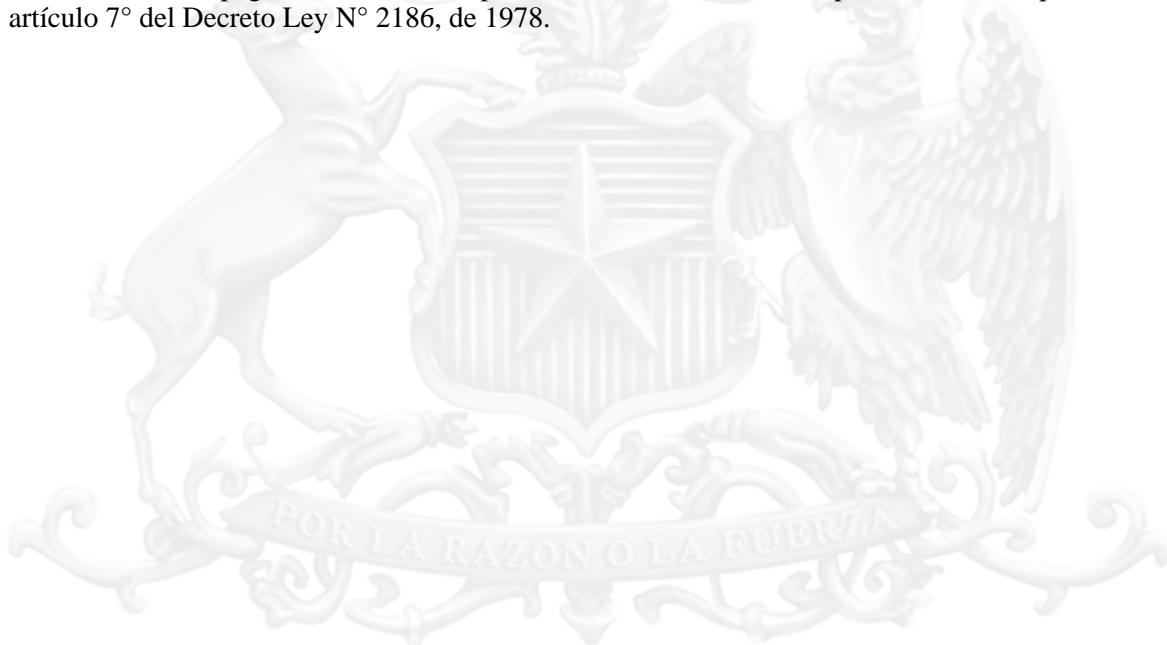 artículo 7° del Decreto Ley N° 2186, de 1978.
POR LA RAZON O LA FUERZA